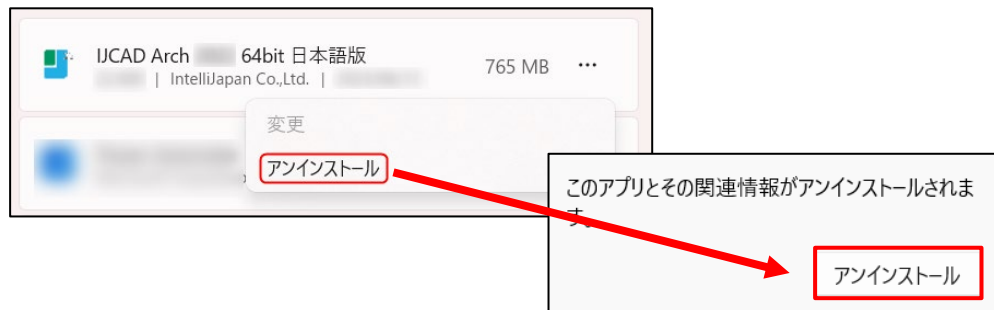 IJCAD Arch 64bit 日本語版
| IntelliJapan Co.,Ltd. |
765 MB
変更
アンインストール
このアプリとその関連情報がアンインストールされま
す。
アンインストール